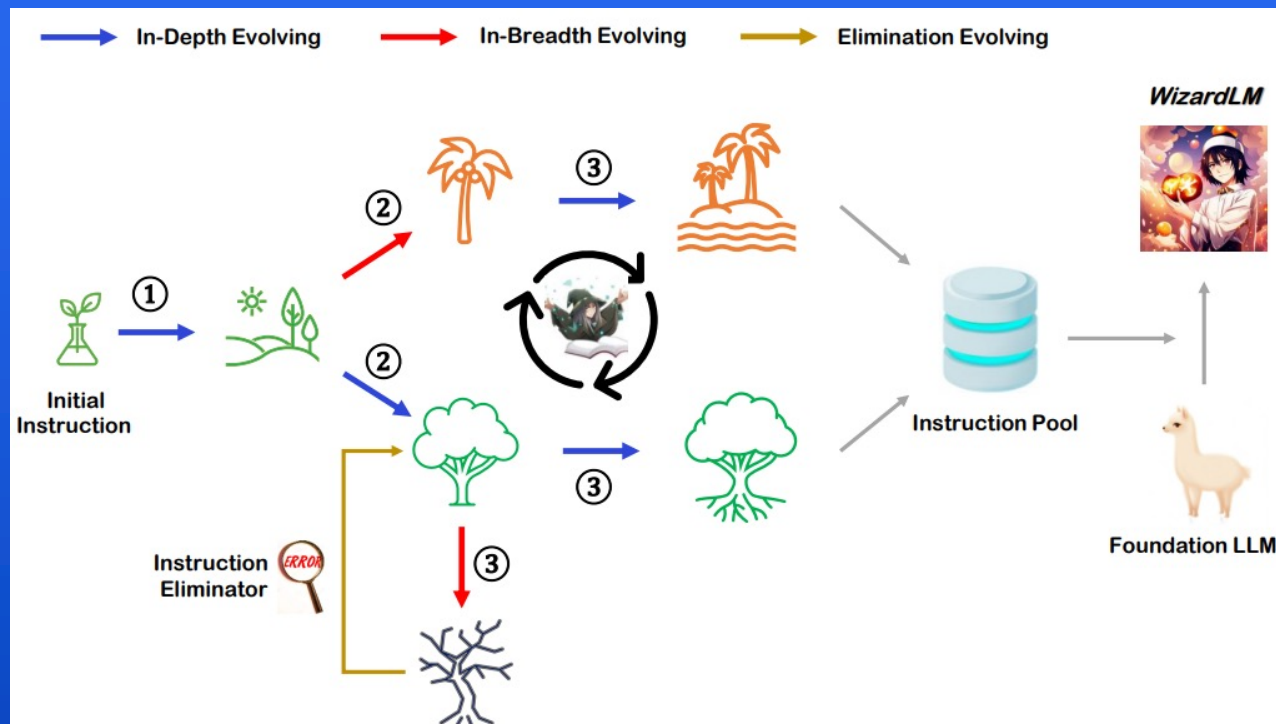 In-Depth Evolving
In-Breadth Evolving
Elimination Evolving
WizardLM
③
②
①
②
Initial
Instruction
Instruction Pool
③
Foundation LLM
Instruction
Eliminator
ERROR
③